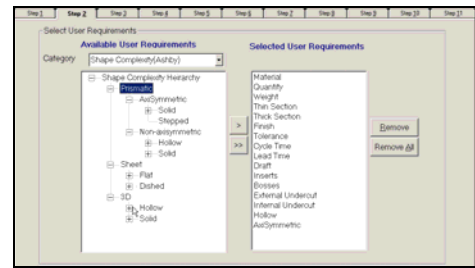 Step 1 Step 2 Step 3 Step 4 Step 5 Step 6 Step 7 Step 8 Step 9 Step 10 Step 11
Select User Requirements
Available User Requirements
Selected User Requirements
Category
Shape Complexity(Ashby)
Shape Complexity Hierarchy
Prismatic
AxiSymmetric
Solid
Stepped
Non-axisymmetric
Hollow
Solid
Sheet
Flat
Dished
3D
Hollow
Solid
>
>>
Material
Quantity
Weight
Thin Section
Thick Section
Finish
Tolerance
Cycle Time
Lead Time
Draft
Inserts
Bosses
External Undercut
Internal Undercut
Hollow
AxiSymmetric
Remove
Remove All